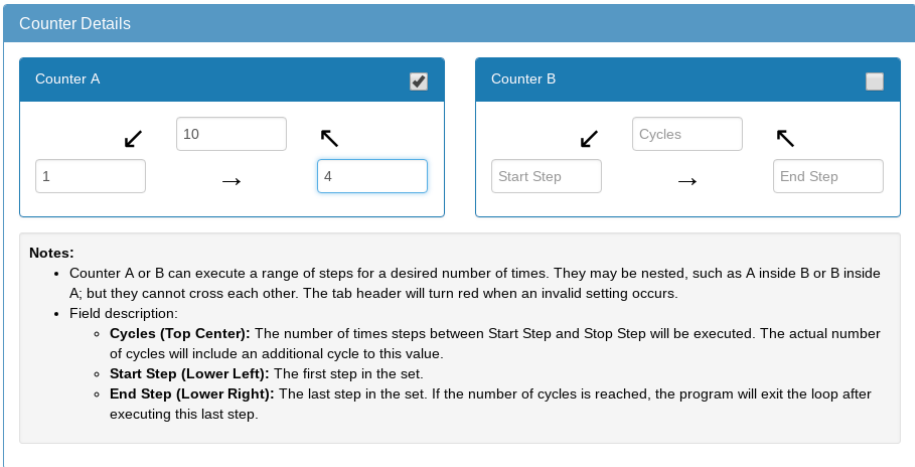 Counter Details
Counter A
Counter B
10
Cycles
1
→
4
Start Step
→
End Step
Notes:
• Counter A or B can execute a range of steps for a desired number of times. They may be nested, such as A inside B or B inside
A; but they cannot cross each other. The tab header will turn red when an invalid setting occurs.
• Field description:
◦ Cycles (Top Center): The number of times steps between Start Step and Stop Step will be executed. The actual number
of cycles will include an additional cycle to this value.
◦ Start Step (Lower Left): The first step in the set.
◦ End Step (Lower Right): The last step in the set. If the number of cycles is reached, the program will exit the loop after
executing this last step.